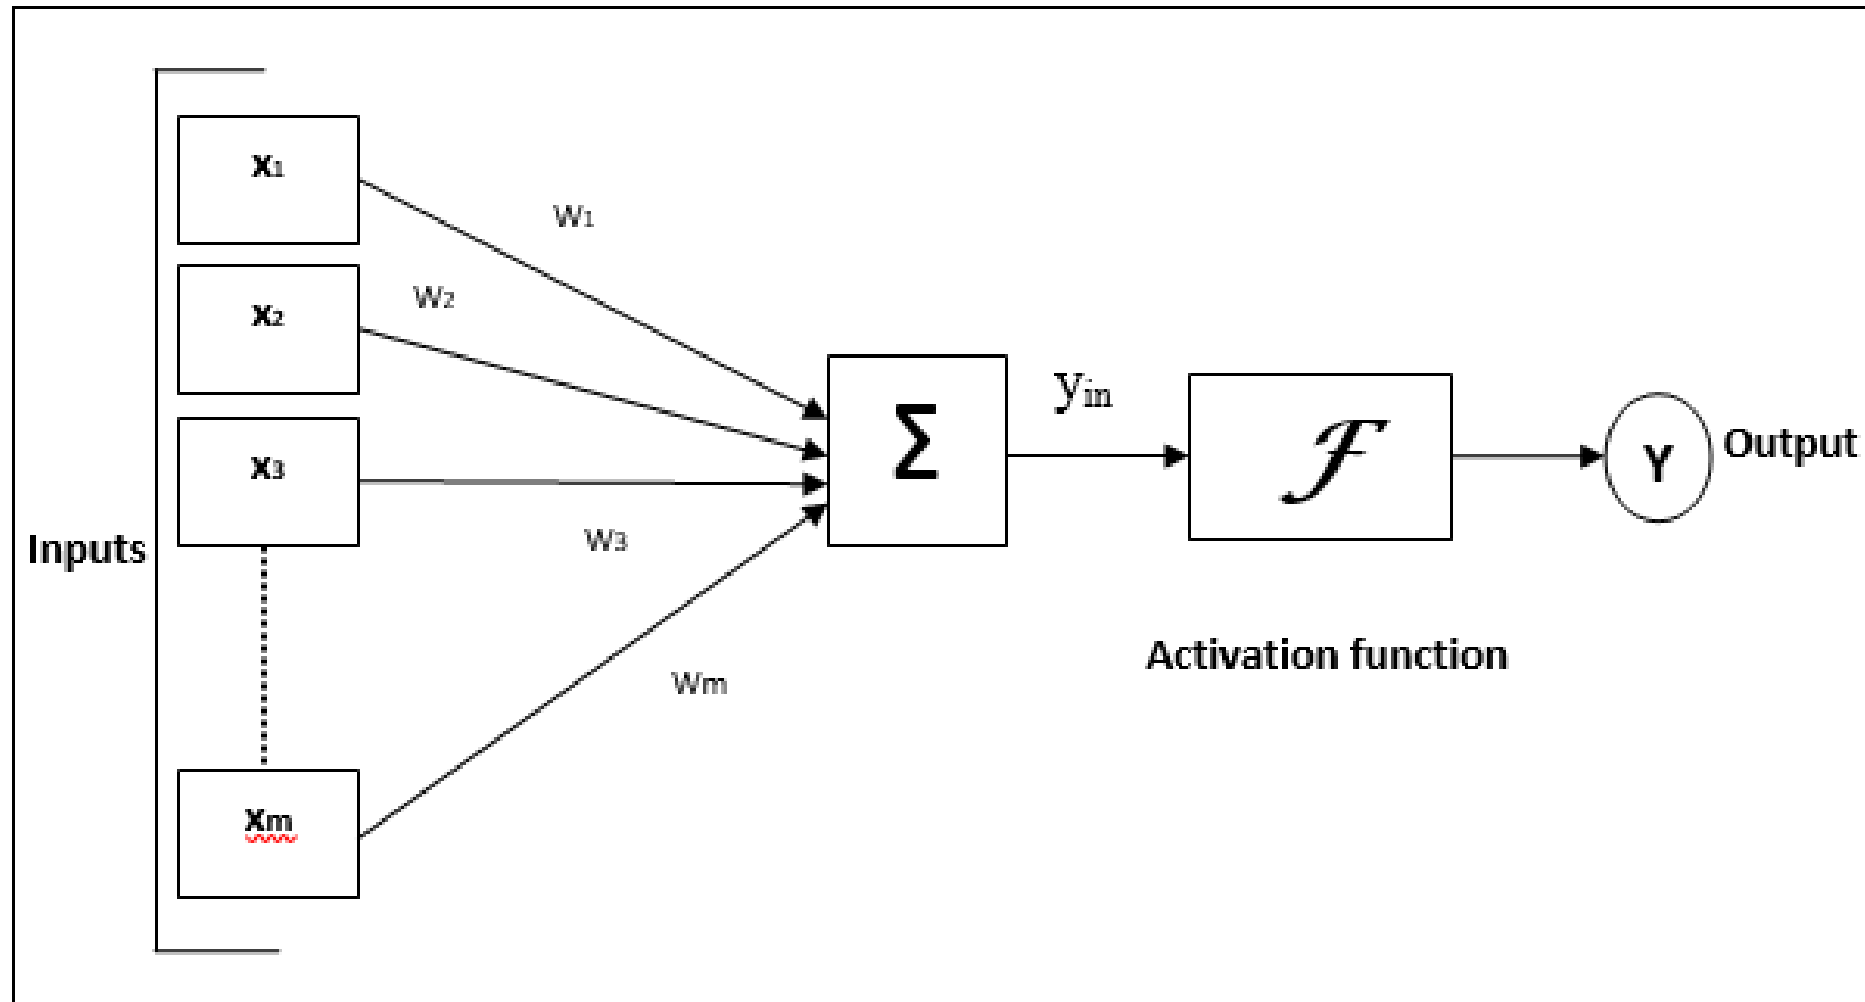 x1
w1
x2
w2
x3
w3
Inputs
xm
wm
Σ
yin
ℱ
Activation function
Y
Output